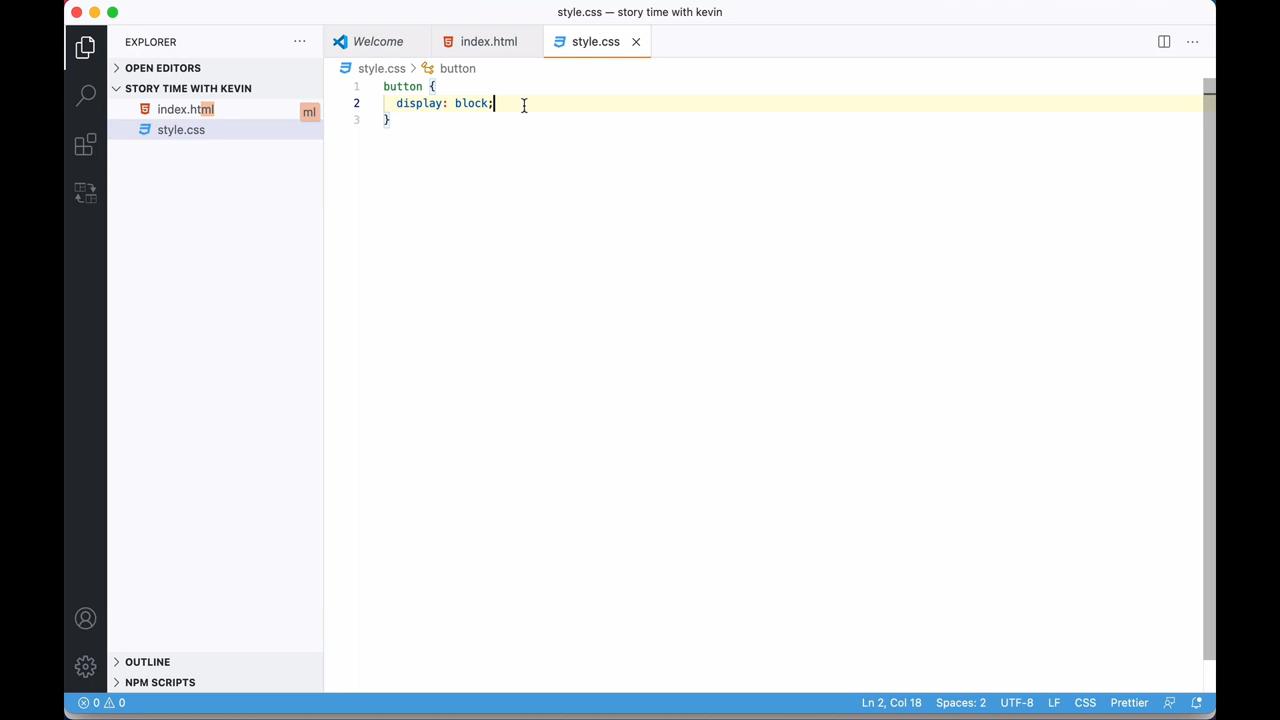 style.css — story time with kevin
EXPLORER
Welcome
index.html
style.css
OPEN EDITORS
STORY TIME WITH KEVIN
index.html
ml
style.css
style.css > button
1 button {
2 display: block;
3 }
OUTLINE
NPM SCRIPTS
0 0
Ln 2, Col 18 Spaces: 2 UTF-8 LF CSS Prettier